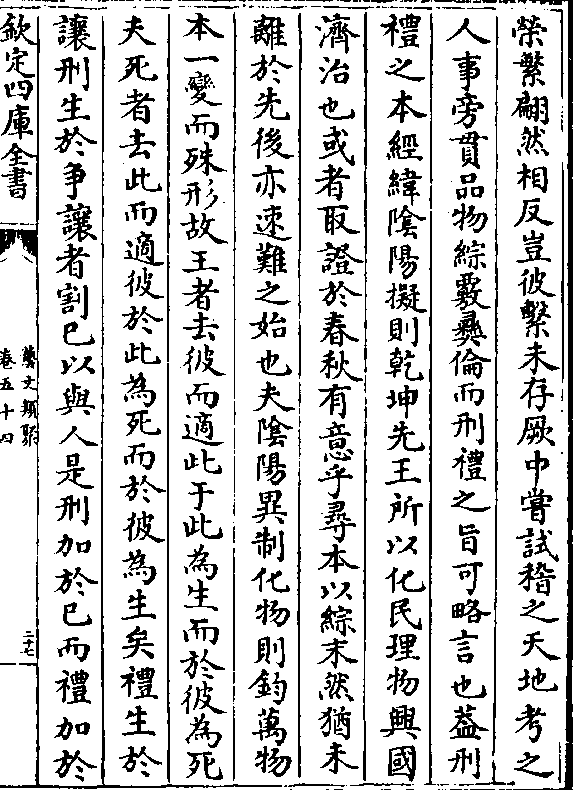 榮繫翩然相反豈彼繫未存厥中嘗試稽之天地考之
人事旁貫品物綜覈彝倫而刑禮之旨可略言也葢刑
禮之本經緯陰陽擬則乾坤先王所以化民理物興國
濟治也或者取證於春秋有意乎尋本以綜末然猶未
離於先後亦速難之始也夫陰陽異制化物則鈞萬物
本一變而殊形故王者去彼而適此于此為生而於彼為死
夫死者去此而適彼於此為死而於彼為生矣禮生於
讓刑生於爭讓者割已以與人是刑加於已而禮加於
欽定四庫全書
藝文類聚
卷五十四
二十七